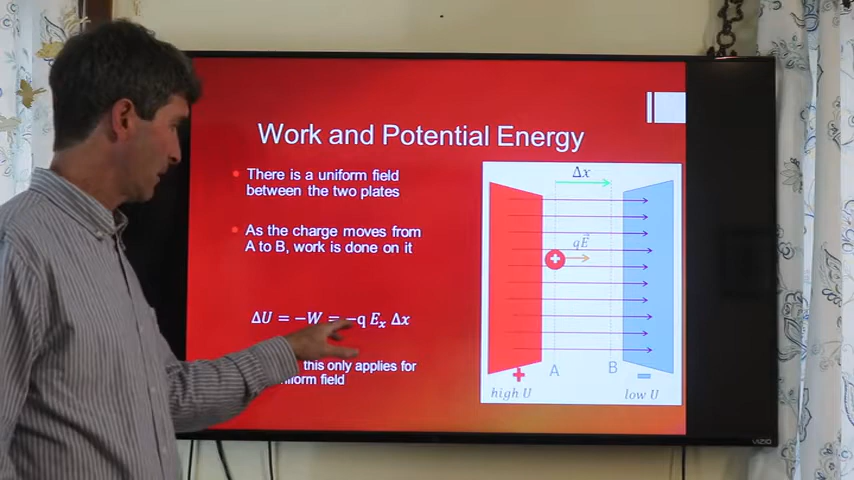 Work and Potential Energy
There is a uniform field
between the two plates
As the charge moves from
A to B, work is done on it
ΔU = −W = −q Eₓ Δx
this only applies for
field
Δx
qE⃗
+
A
B
+
−
high U
low U
VIZIO